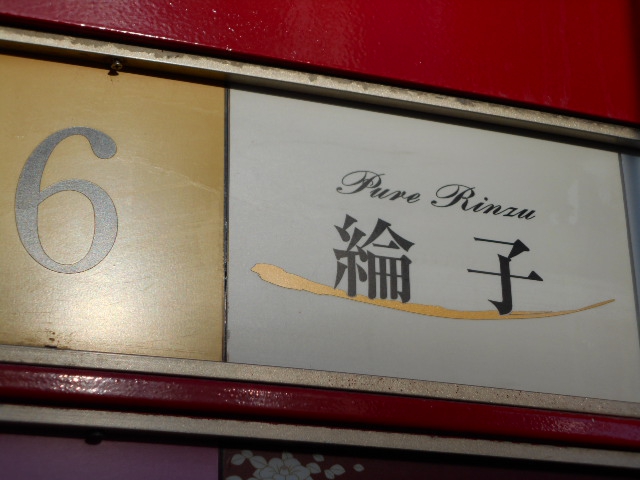 6
Pure Rinzu
綸子